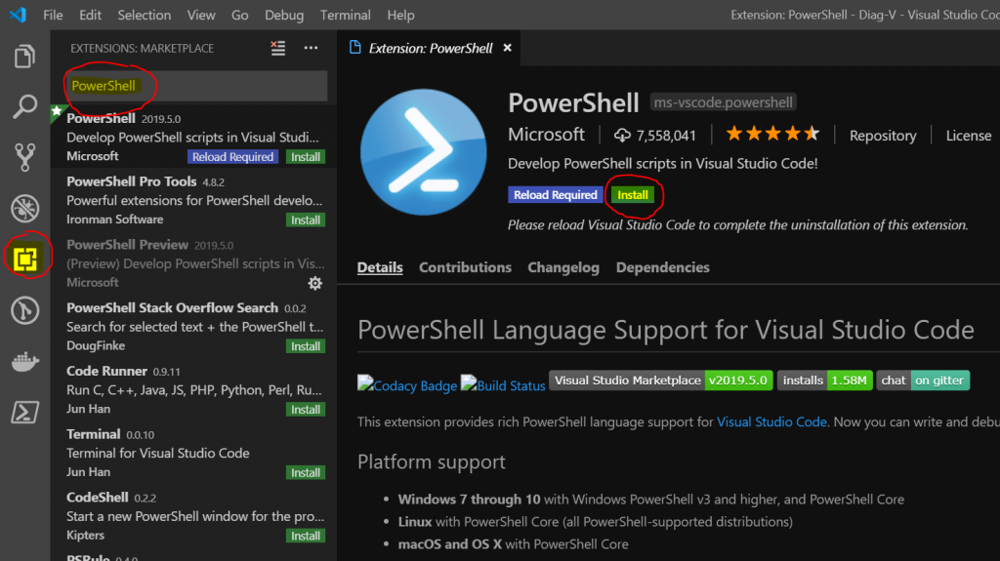 File Edit Selection View Go Debug Terminal Help
Extension: PowerShell - Diag-V - Visual Studio Cod
EXTENSIONS: MARKETPLACE
PowerShell
PowerShell 2019.5.0
Develop PowerShell scripts in Visual Studi...
Microsoft Reload Required Install
PowerShell Pro Tools 4.8.2
Powerful extensions for PowerShell develo...
Ironman Software Install
PowerShell Preview 2019.5.0
(Preview) Develop PowerShell scripts in Vis...
Microsoft
PowerShell Stack Overflow Search 0.0.2
Search for selected text + the PowerShell t...
DougFinke Install
Code Runner 0.9.11
Run C, C++, Java, JS, PHP, Python, Perl, Ru...
Jun Han Install
Terminal 0.0.10
Terminal for Visual Studio Code
Jun Han Install
CodeShell 0.2.2
Start a new PowerShell window for the pro...
Kipters Install
PSRule 0.4.0
Extension: PowerShell
PowerShell ms-vscode.powershell
Microsoft 7,558,041 Repository License
Develop PowerShell scripts in Visual Studio Code!
Reload Required Install
Please reload Visual Studio Code to complete the uninstallation of this extension.
Details Contributions Changelog Dependencies
PowerShell Language Support for Visual Studio Code
Codacy Badge Build Status Visual Studio Marketplace v2019.5.0 installs 1.58M chat on gitter
This extension provides rich PowerShell language support for Visual Studio Code. Now you can write and debu
Platform support
• Windows 7 through 10 with Windows PowerShell v3 and higher, and PowerShell Core
• Linux with PowerShell Core (all PowerShell-supported distributions)
• macOS and OS X with PowerShell Core